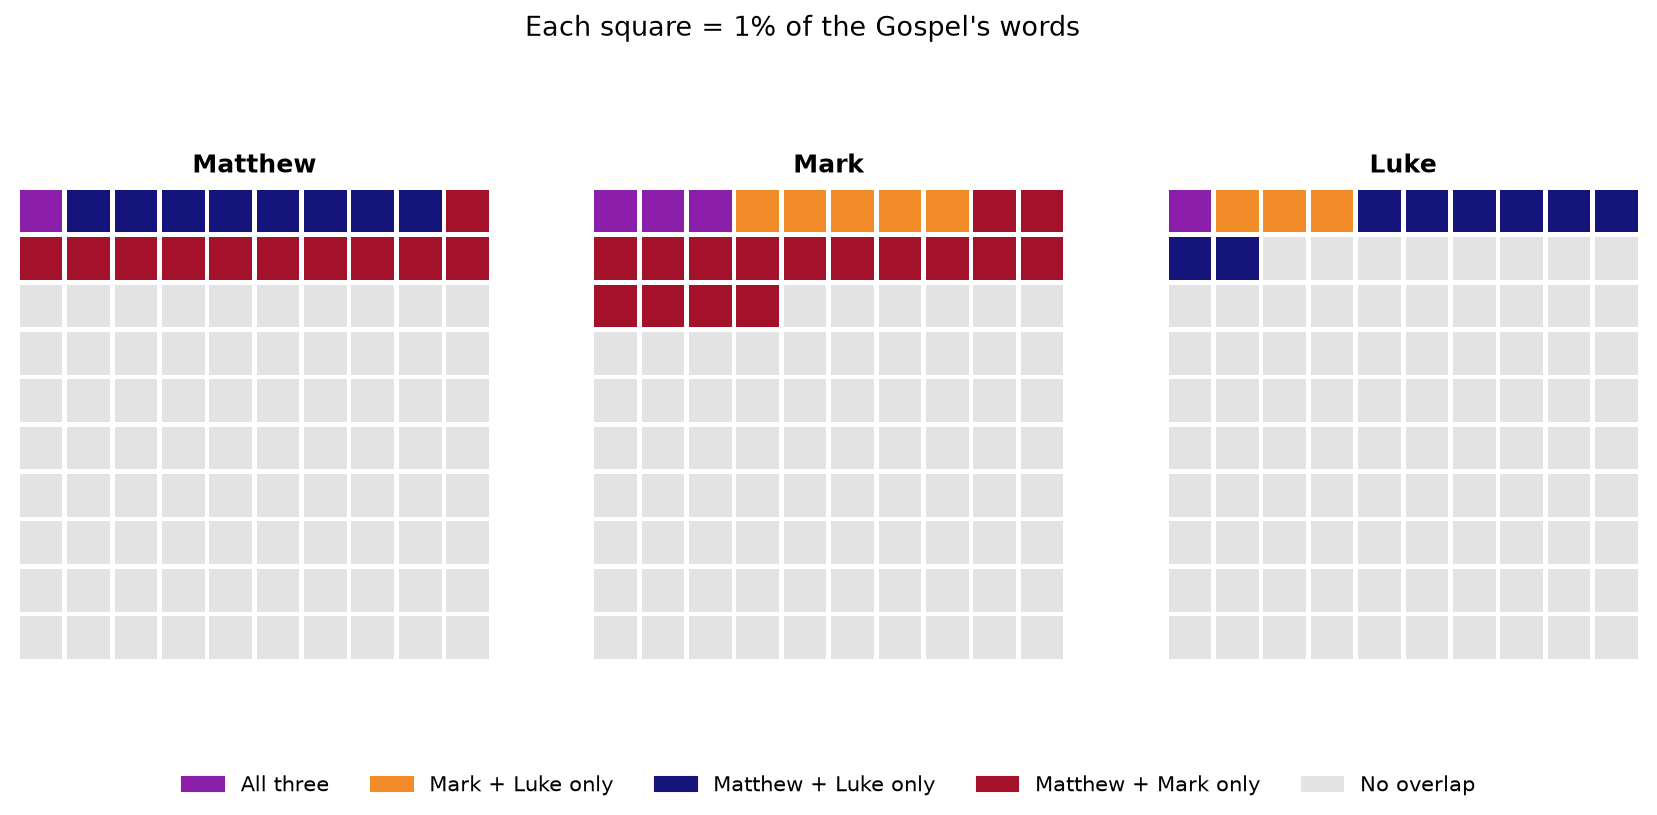 Each square = 1% of the Gospel's words
Matthew
Mark
Luke
All three
Mark + Luke only
Matthew + Luke only
Matthew + Mark only
No overlap